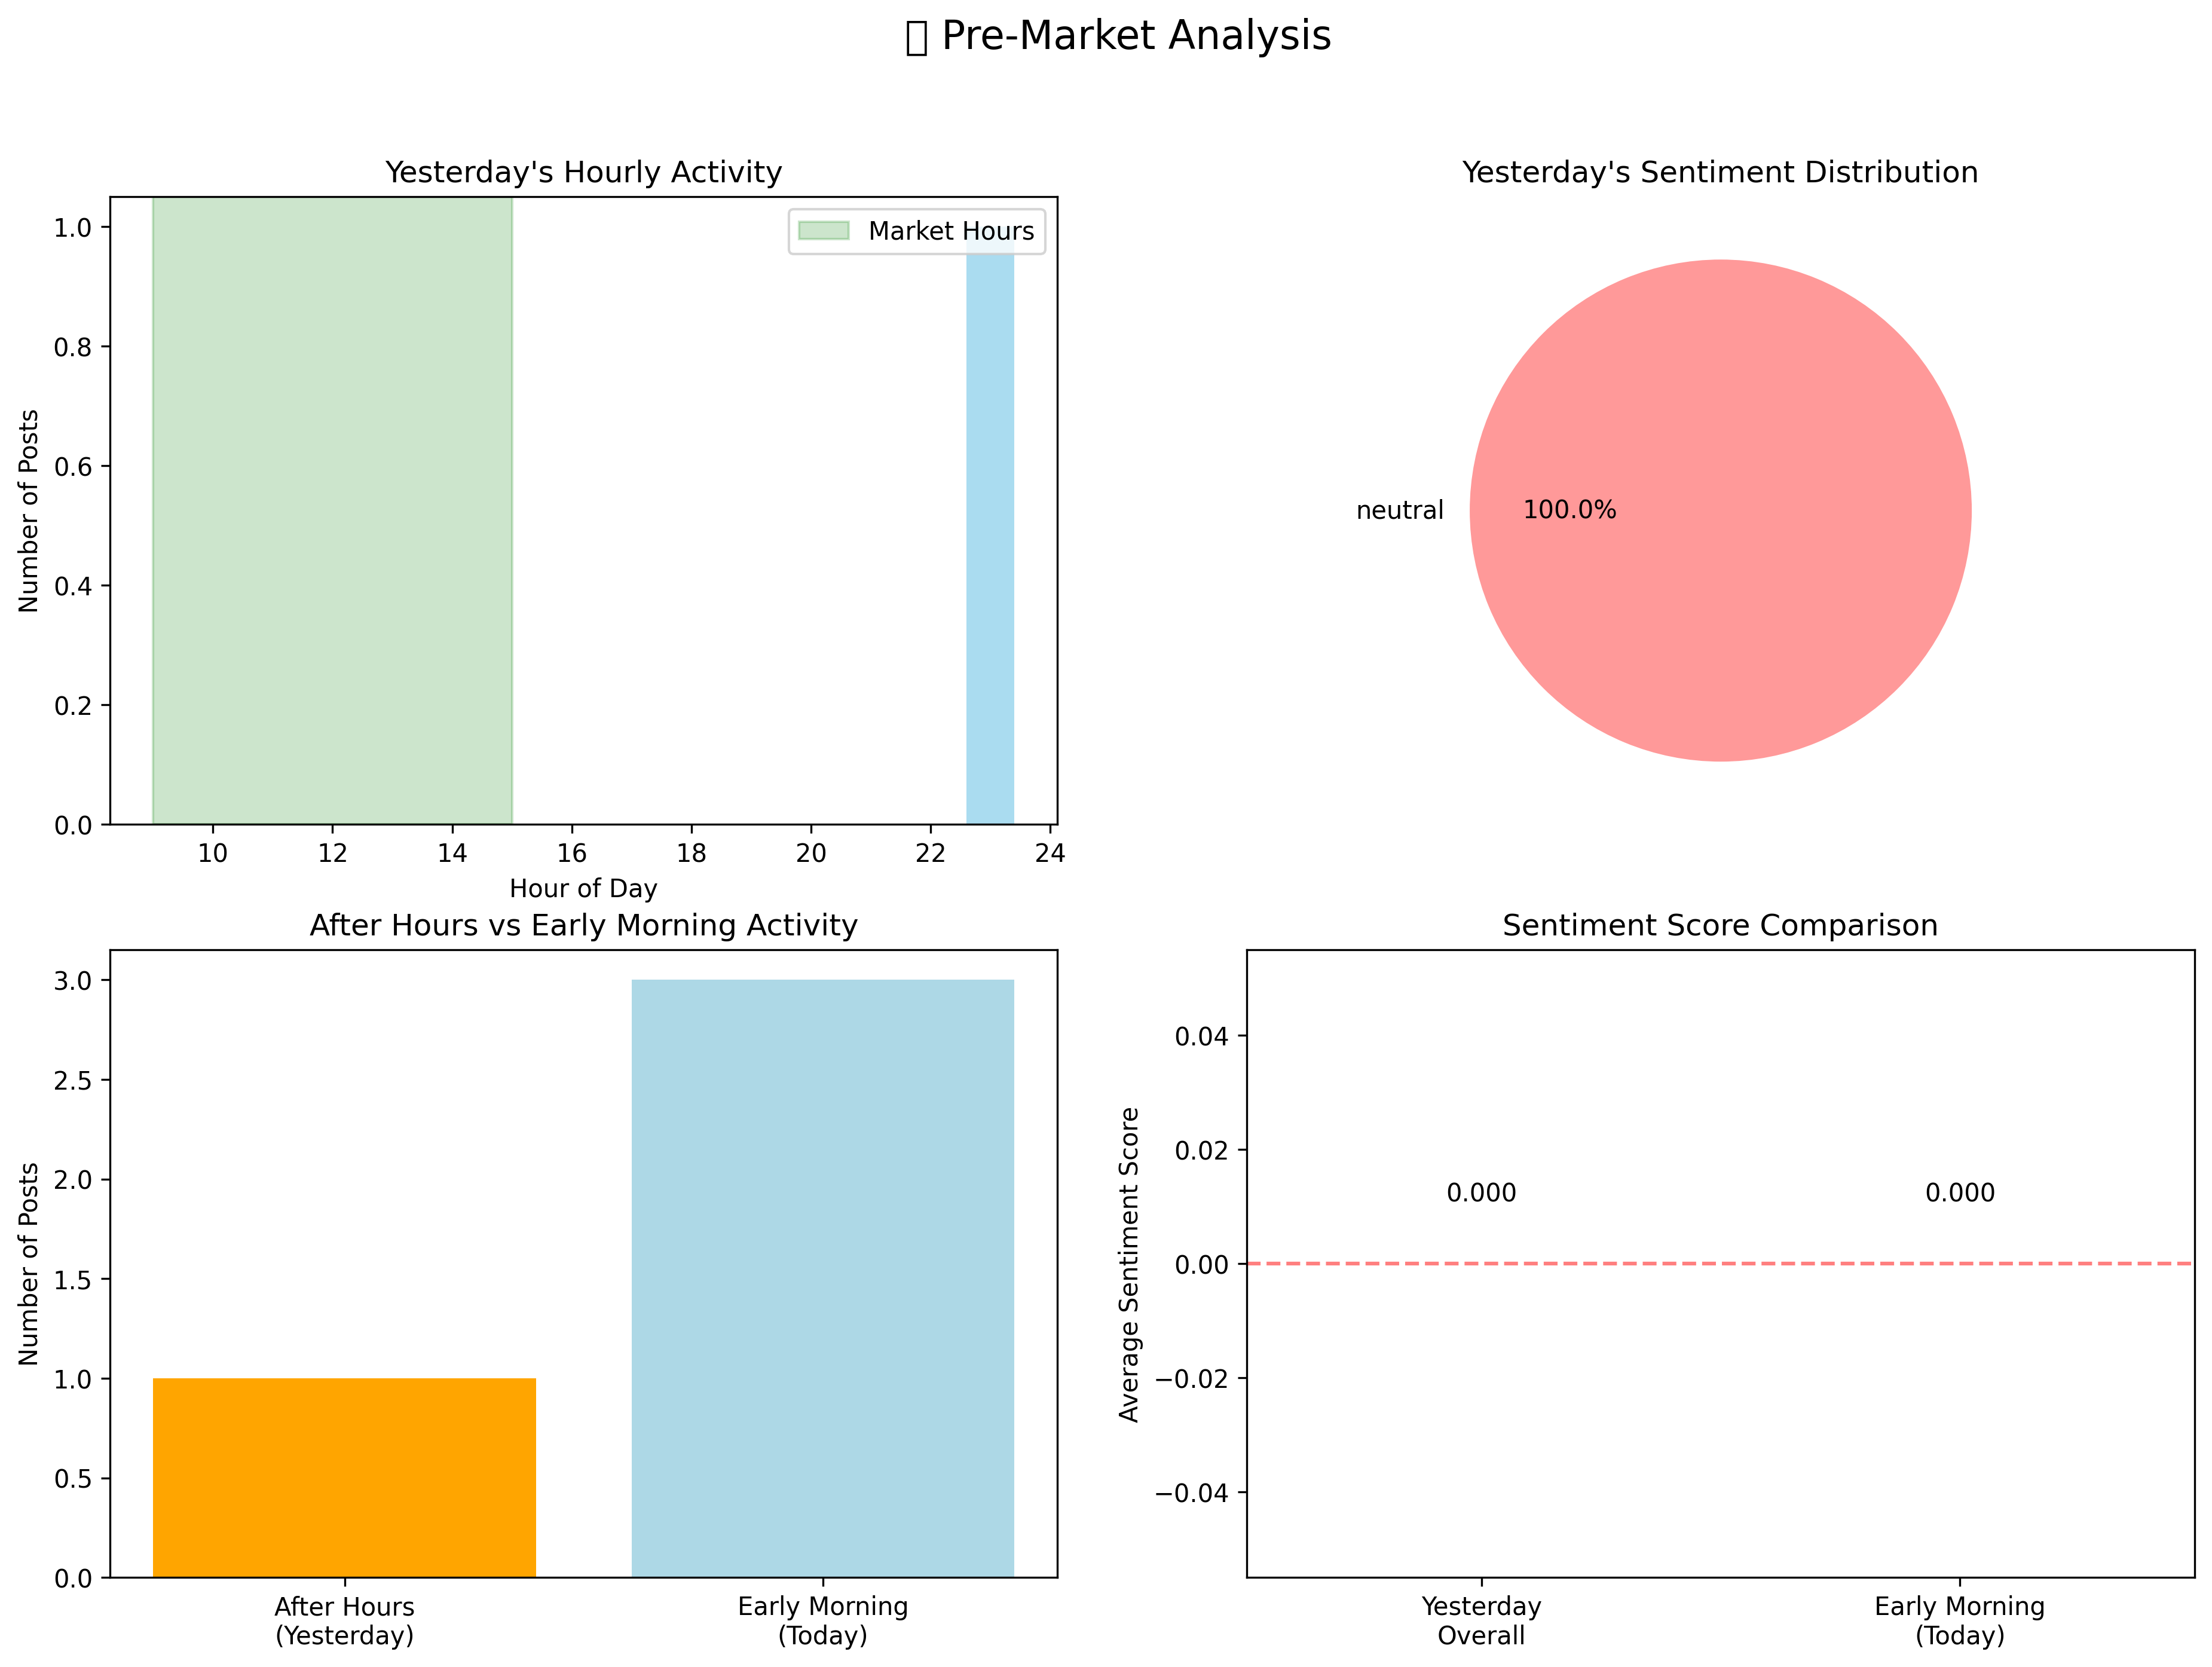 Pre-Market Analysis
Yesterday's Hourly Activity
Market Hours
Number of Posts
1.0
0.8
0.6
0.4
0.2
0.0
10 12 14 16 18 20 22 24
Hour of Day
Yesterday's Sentiment Distribution
neutral
100.0%
After Hours vs Early Morning Activity
Number of Posts
3.0
2.5
2.0
1.5
1.0
0.5
0.0
After Hours
(Yesterday)
Early Morning
(Today)
Sentiment Score Comparison
Average Sentiment Score
0.04
0.02
0.00
−0.02
−0.04
0.000
0.000
Yesterday
Overall
Early Morning
(Today)